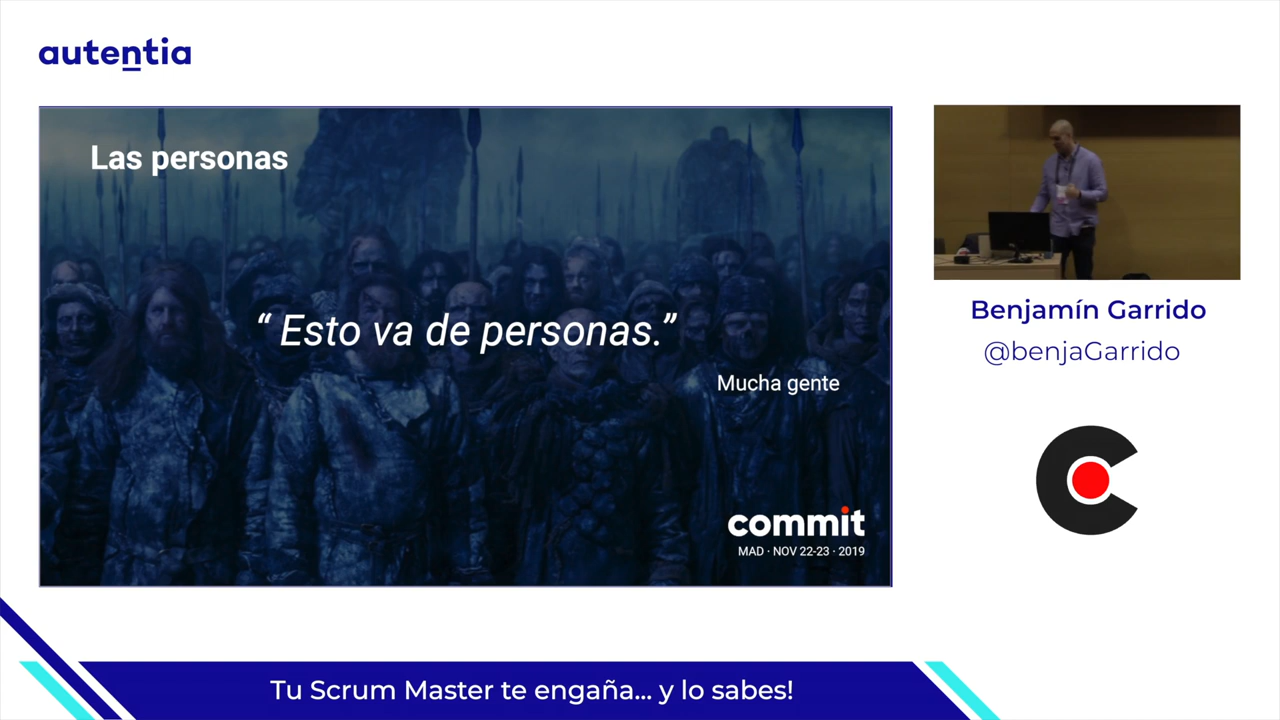 autentia
Las personas
“ Esto va de personas.”
Mucha gente
commit
MAD · NOV 22-23 · 2019
Benjamín Garrido
@benjaGarrido
Tu Scrum Master te engaña... y lo sabes!